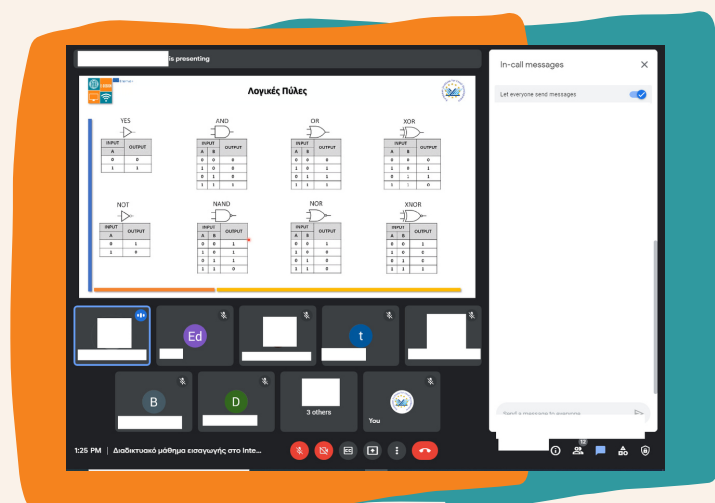 is presenting
Λογικές Πύλες
YES
AND
OR
XOR
INPUT OUTPUT
A
0 0
1 1
INPUT OUTPUT
A B
0 0 0
1 0 0
0 1 0
1 1 1
INPUT OUTPUT
A B
0 0 0
1 0 1
0 1 1
1 1 1
INPUT OUTPUT
A B
0 0 0
1 0 1
0 1 1
1 1 0
NOT
NAND
NOR
XNOR
INPUT OUTPUT
A
0 1
1 0
INPUT OUTPUT
A B
0 0 1
1 0 1
0 1 1
1 1 0
INPUT OUTPUT
A B
0 0 1
1 0 0
0 1 0
1 1 0
INPUT OUTPUT
A B
0 0 1
1 0 0
0 1 0
1 1 1
Ed
t
B
D
3 others
You
1:25 PM | Διαδικτυακό μάθημα εισαγωγής στο Inte...
In-call messages
Let everyone send messages
Send a message to everyone
12